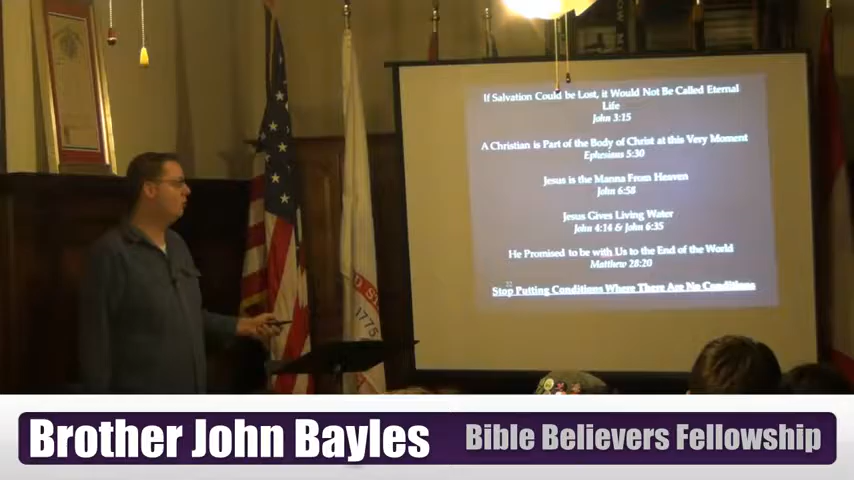 If Salvation Could be Lost, it Would Not Be Called Eternal
Life
John 3:15
A Christian is Part of the Body of Christ at this Very Moment
Ephesians 5:30
Jesus is the Manna From Heaven
John 6:58
Jesus Gives Living Water
John 4:14 & John 6:35
He Promised to be with Us to the End of the World
Matthew 28:20
Stop Putting Conditions Where There Are No Conditions
1775
Brother John Bayles
Bible Believers Fellowship